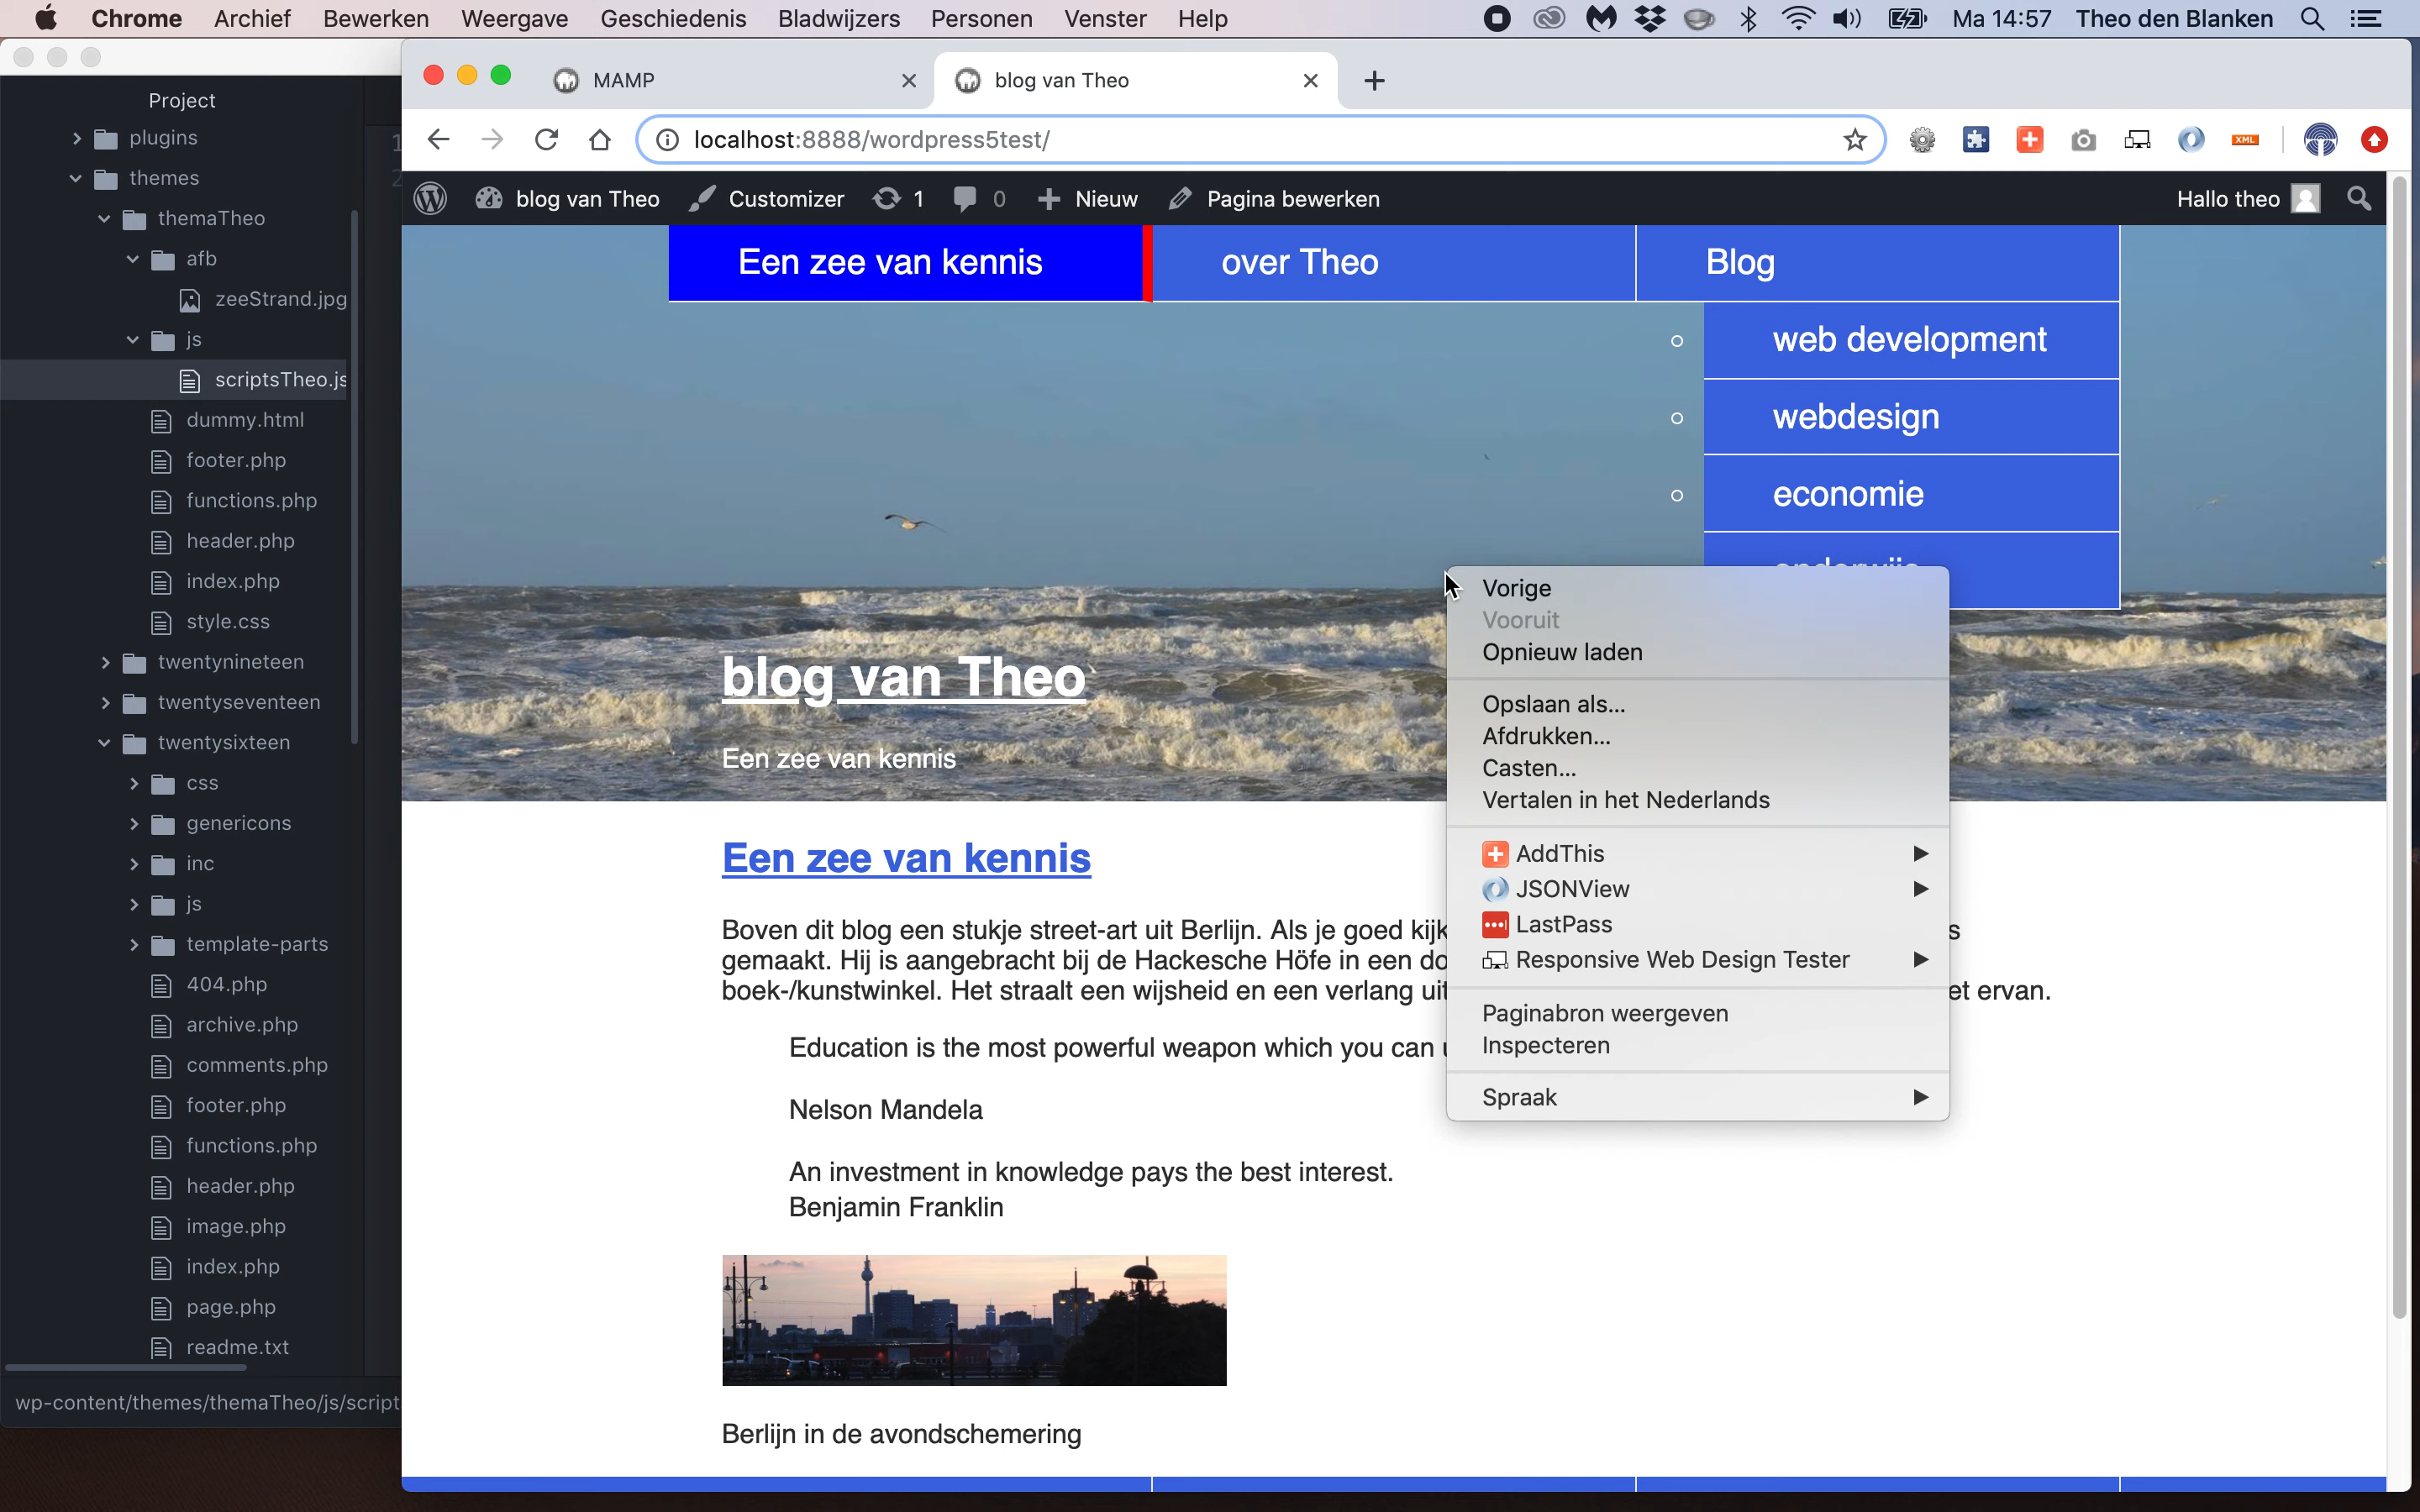 Chrome Archief Bewerken Weergave Geschiedenis Bladwijzers Personen Venster Help Ma 14:57 Theo den Blanken
MAMP
blog van Theo
localhost:8888/wordpress5test/
XML
blog van Theo Customizer 1 0 Nieuw Pagina bewerken Hallo theo
Project
plugins
themes
themaTheo
afb
zeeStrand.jpg
js
scriptsTheo.js
dummy.html
footer.php
functions.php
header.php
index.php
style.css
twentynineteen
twentyseventeen
twentysixteen
css
genericons
inc
js
template-parts
404.php
archive.php
comments.php
footer.php
functions.php
header.php
image.php
index.php
page.php
readme.txt
wp-content/themes/themaTheo/js/script
1
2
Een zee van kennis
over Theo
Blog
web development
webdesign
economie
blog van Theo
Een zee van kennis
Een zee van kennis
Boven dit blog een stukje street-art uit Berlijn. Als je goed kijk s
gemaakt. Hij is aangebracht bij de Hackesche Höfe in een do
boek-/kunstwinkel. Het straalt een wijsheid en een verlang uit et ervan.
Education is the most powerful weapon which you can
Nelson Mandela
An investment in knowledge pays the best interest.
Benjamin Franklin
Berlijn in de avondschemering
Vorige
Vooruit
Opnieuw laden
Opslaan als...
Afdrukken...
Casten...
Vertalen in het Nederlands
AddThis
JSONView
LastPass
Responsive Web Design Tester
Paginabron weergeven
Inspecteren
Spraak